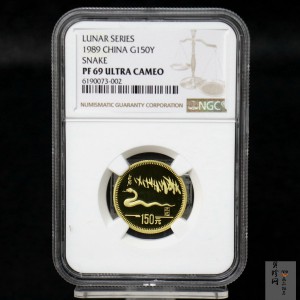 LUNAR SERIES
1989 CHINA G150Y
SNAKE
PF 69 ULTRA CAMEO
6190073-002
NUMISMATIC GUARANTY CORPORATION
NGC
150元